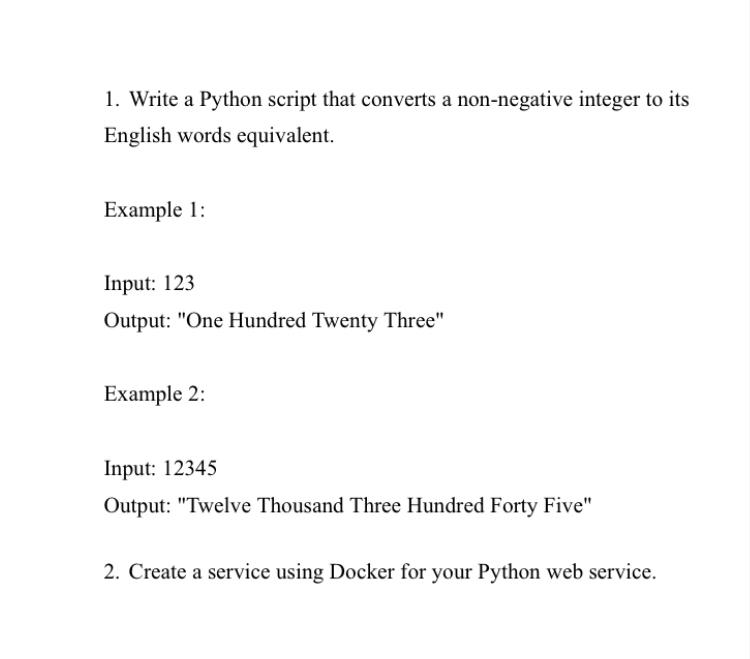 1. Write a Python script that converts a non-negative integer to its
English words equivalent.
Example 1:
Input: 123
Output: "One Hundred Twenty Three"
Example 2:
Input: 12345
Output: "Twelve Thousand Three Hundred Forty Five"
2. Create a service using Docker for your Python web service.